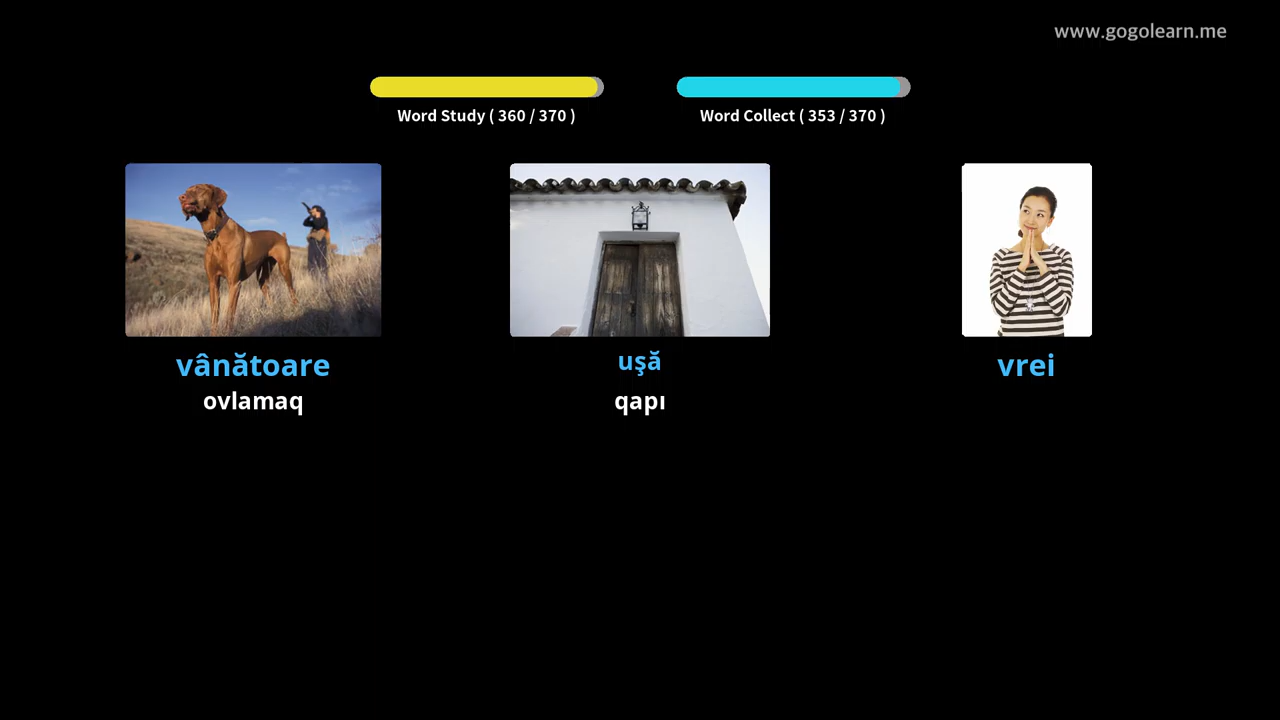 www.gogolearn.me
Word Study ( 360 / 370 )
Word Collect ( 353 / 370 )
vânătoare
ovlamaq
uşă
qapı
vrei